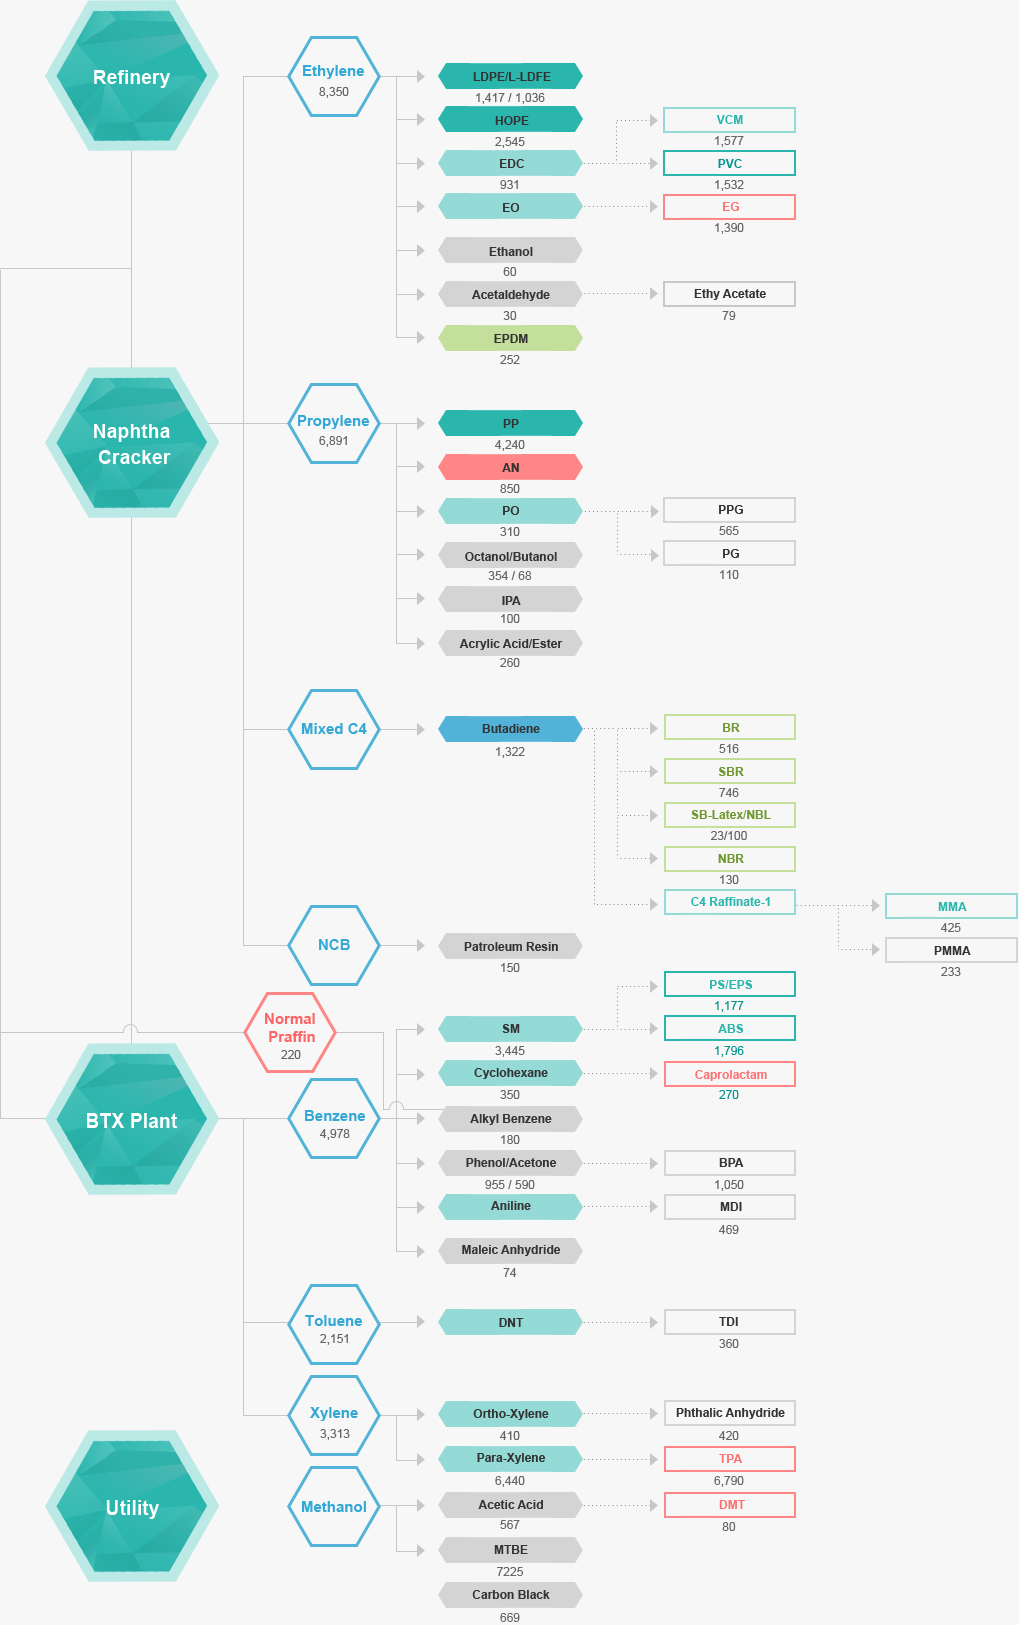 Refinery
Ethylene
8,350
LDPE/L-LDFE
1,417 / 1,036
HOPE
2,545
VCM
1,577
EDC
931
PVC
1,532
EO
EG
1,390
Ethanol
60
Acetaldehyde
30
Ethy Acetate
79
EPDM
252
Naphtha
Cracker
Propylene
6,891
PP
4,240
AN
850
PO
310
PPG
565
Octanol/Butanol
354 / 68
PG
110
IPA
100
Acrylic Acid/Ester
260
Mixed C4
Butadiene
1,322
BR
516
SBR
746
SB-Latex/NBL
23/100
NBR
130
C4 Raffinate-1
MMA
425
PMMA
233
NCB
Patroleum Resin
150
Normal
Praffin
220
PS/EPS
1,177
SM
3,445
ABS
1,796
Cyclohexane
350
Caprolactam
270
BTX Plant
Benzene
4,978
Alkyl Benzene
180
Phenol/Acetone
955 / 590
BPA
1,050
Aniline
MDI
469
Maleic Anhydride
74
Toluene
2,151
DNT
TDI
360
Xylene
3,313
Ortho-Xylene
410
Phthalic Anhydride
420
Para-Xylene
6,440
TPA
6,790
Utility
Methanol
Acetic Acid
567
DMT
80
MTBE
7225
Carbon Black
669